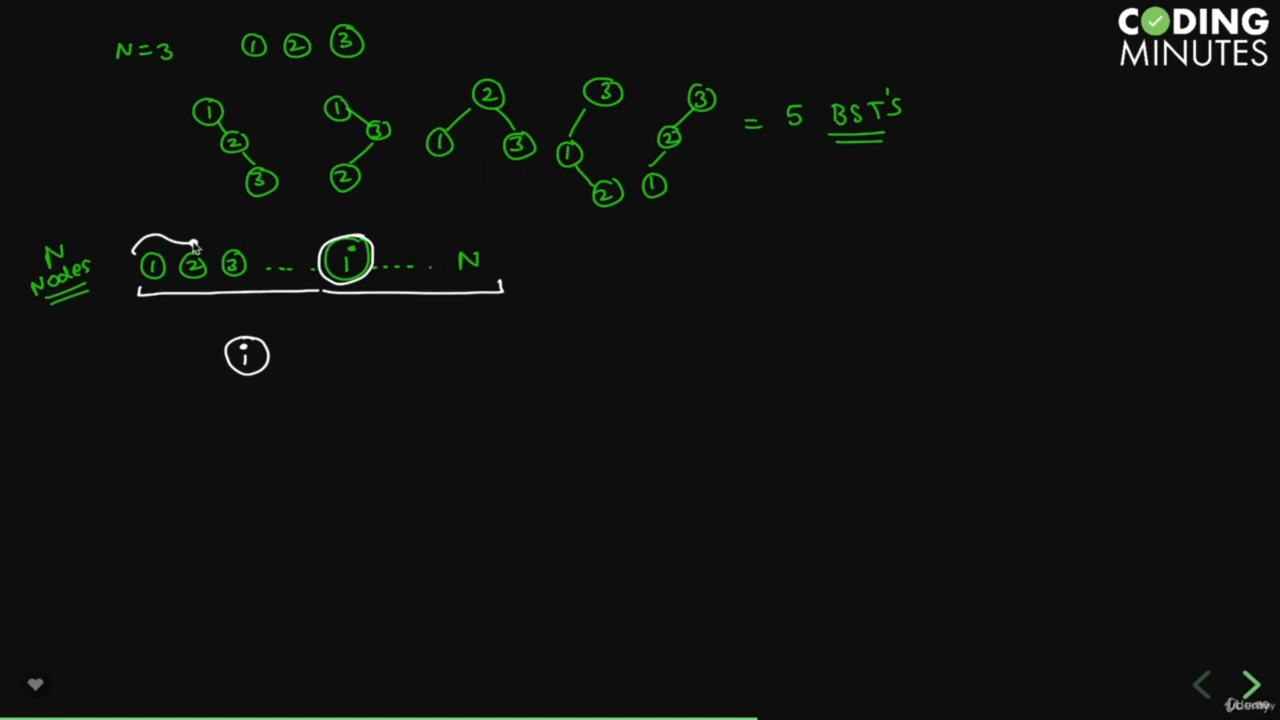 CODING
MINUTES
N=3 1 2 3
1 1 2 3 3
2 3 1 3 1 2 = 5 BST's
3 2 2 1
N
Nodes
1 2 3 .... . i ..... . N
i